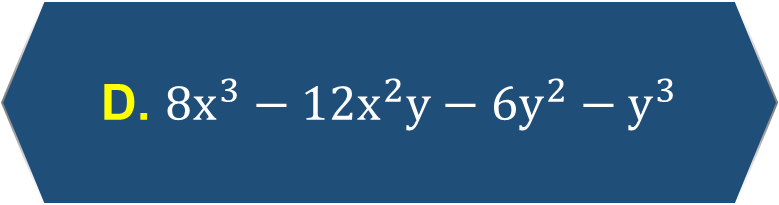 D. 8x³ − 12x²y − 6y² − y³